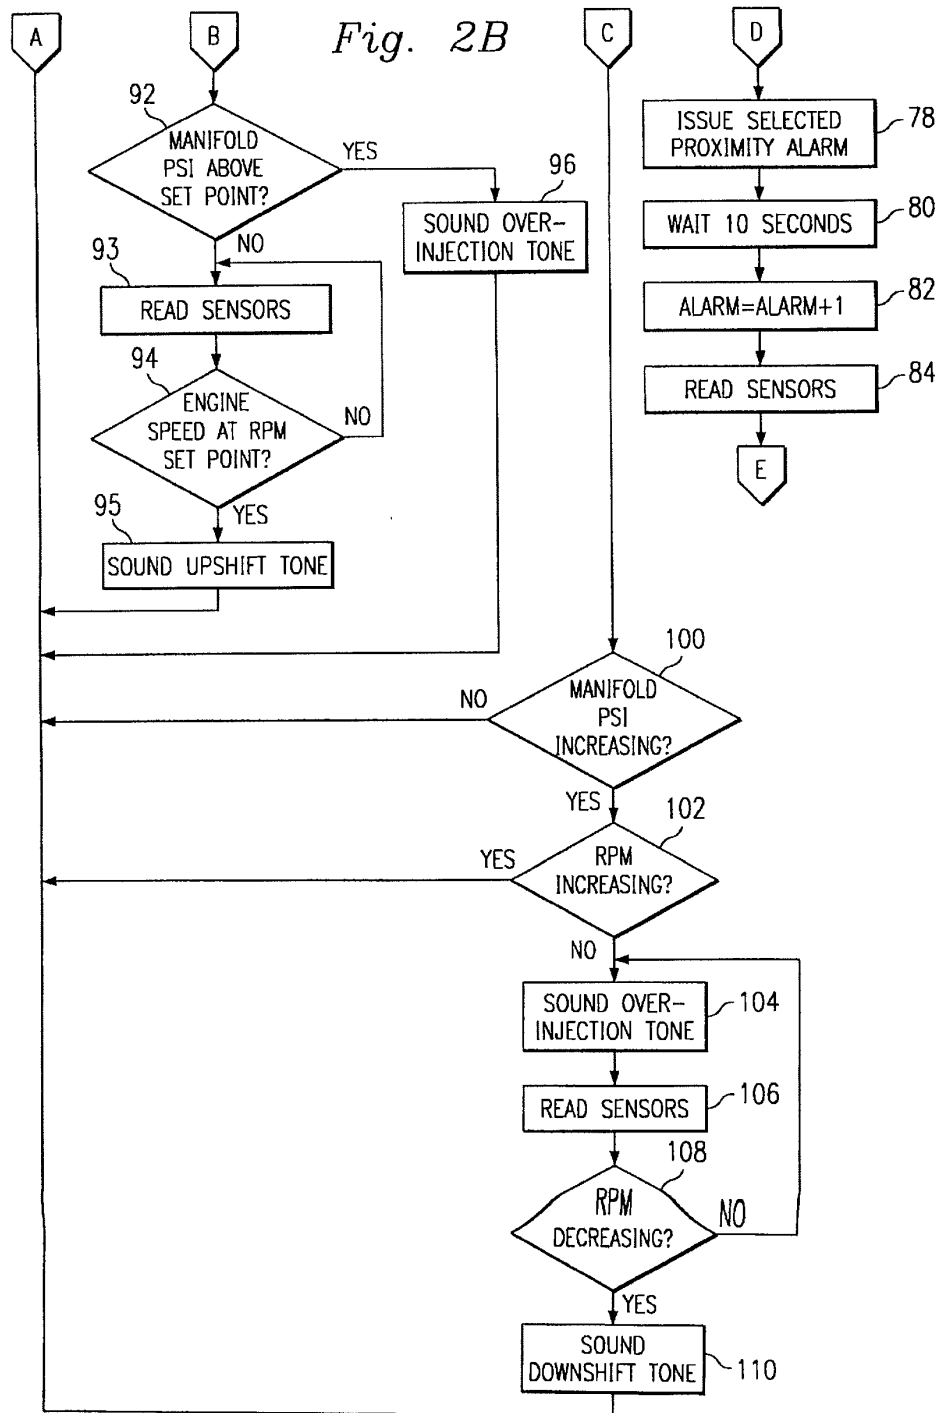 A
B
Fig. 2B
C
D
92
MANIFOLD
PSI ABOVE
SET POINT?
YES
NO
96
SOUND OVER-
INJECTION TONE
93
READ SENSORS
94
ENGINE
SPEED AT RPM
SET POINT?
NO
YES
95
SOUND UPSHIFT TONE
ISSUE SELECTED
PROXIMITY ALARM
78
WAIT 10 SECONDS
80
ALARM=ALARM+1
82
READ SENSORS
84
E
100
MANIFOLD
PSI
INCREASING?
NO
YES
102
RPM
INCREASING?
YES
NO
SOUND OVER-
INJECTION TONE
104
READ SENSORS
106
108
RPM
DECREASING?
NO
YES
SOUND
DOWNSHIFT TONE
110